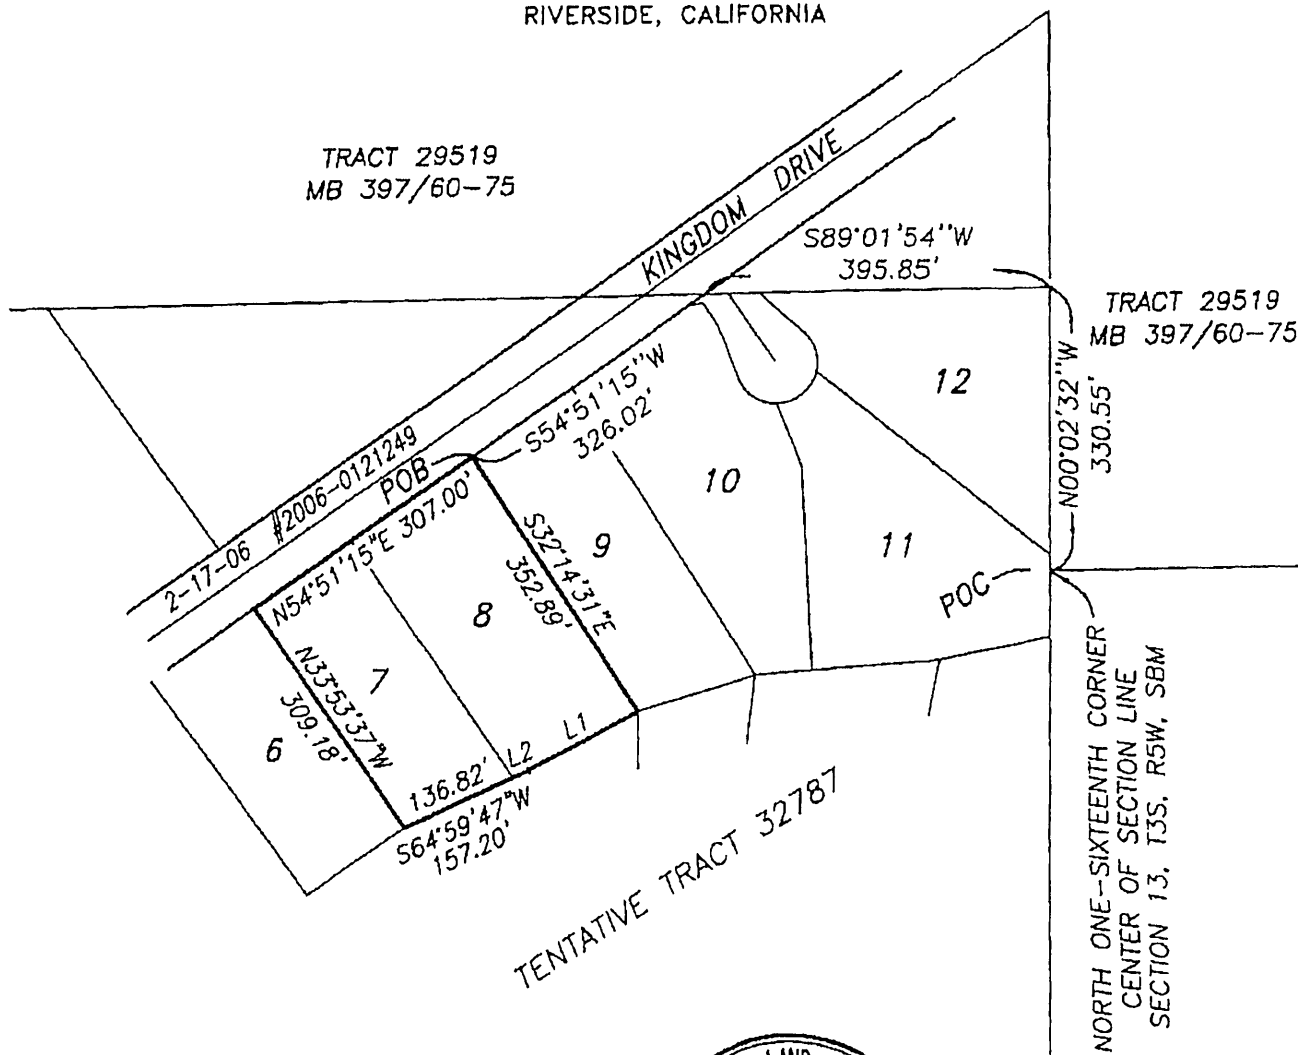 RIVERSIDE, CALIFORNIA
TRACT 29519
MB 397/60-75
KINGDOM DRIVE
S89°01'54"W
395.85'
TRACT 29519
MB 397/60-75
N00°02'32"W
330.55'
12
S54°51'15"W
326.02'
2-17-06 #2006-0121249
POB
N54°51'15"E 307.00'
10
9
11
S32°14'31"E
352.89'
8
POC
7
N33°53'37"W
309.18'
6
L1
L2
136.82'
S64°59'47"W
157.20'
TENTATIVE TRACT 32787
NORTH ONE-SIXTEENTH CORNER
CENTER OF SECTION LINE
SECTION 13, T3S, R5W, SBM
LAND